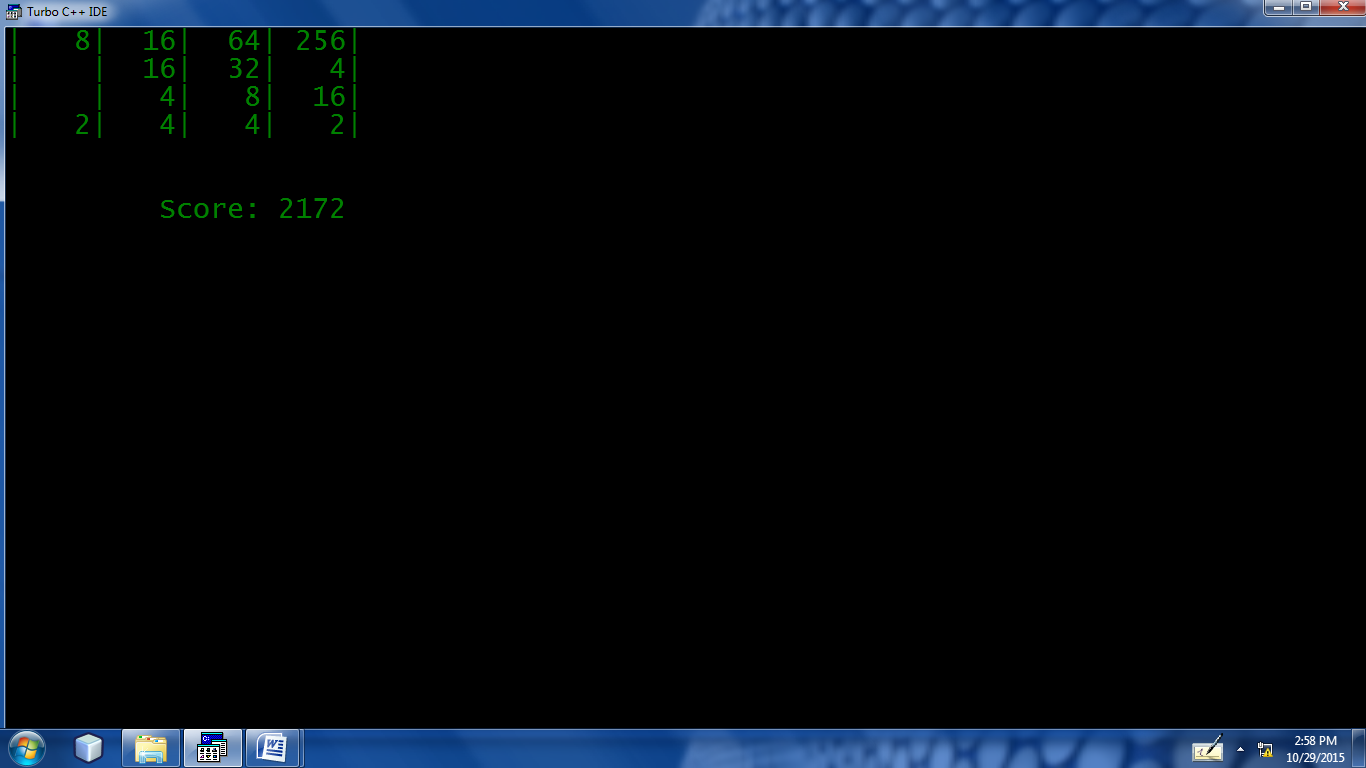 Turbo C++ IDE
| 8| 16| 64| 256|
| | 16| 32| 4|
| | 4| 8| 16|
| 2| 4| 4| 2|
Score: 2172
2:58 PM
10/29/2015